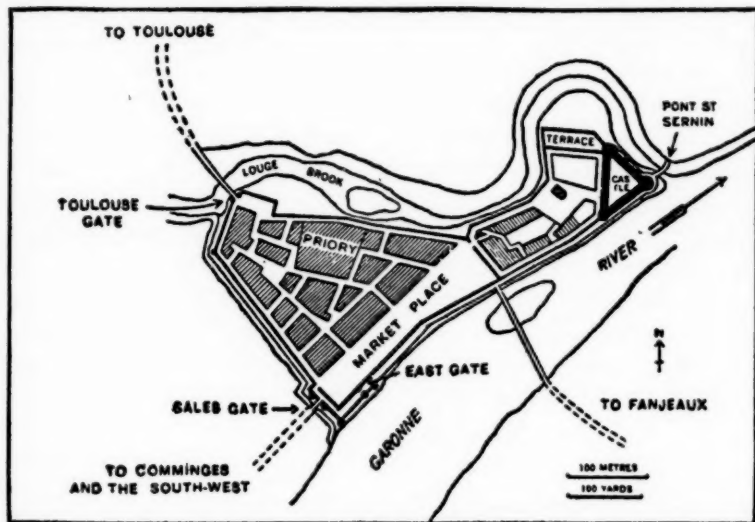 TO TOULOUSE
PONT ST
SERNIN
TERRACE
CAS
TLE
LOUGE BROOK
TOULOUSE
GATE
PRIORY
RIVER
MARKET PLACE
N
EAST GATE
SALES GATE
TO FANJEAUX
GARONNE
TO COMMINGES
AND THE SOUTH-WEST
100 METRES
100 YARDS